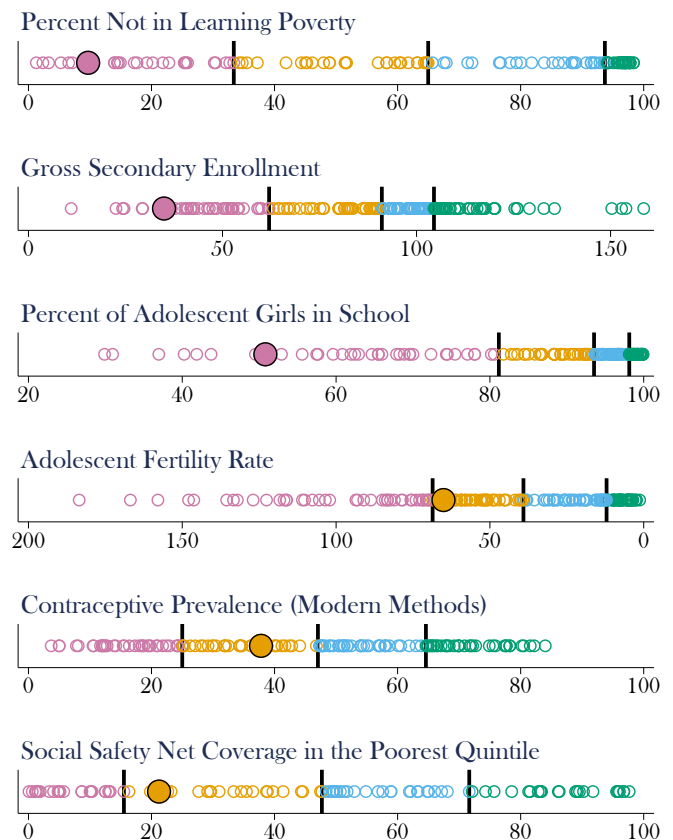 Percent Not in Learning Poverty
0 20 40 60 80 100
Gross Secondary Enrollment
0 50 100 150
Percent of Adolescent Girls in School
20 40 60 80 100
Adolescent Fertility Rate
200 150 100 50 0
Contraceptive Prevalence (Modern Methods)
0 20 40 60 80 100
Social Safety Net Coverage in the Poorest Quintile
0 20 40 60 80 100